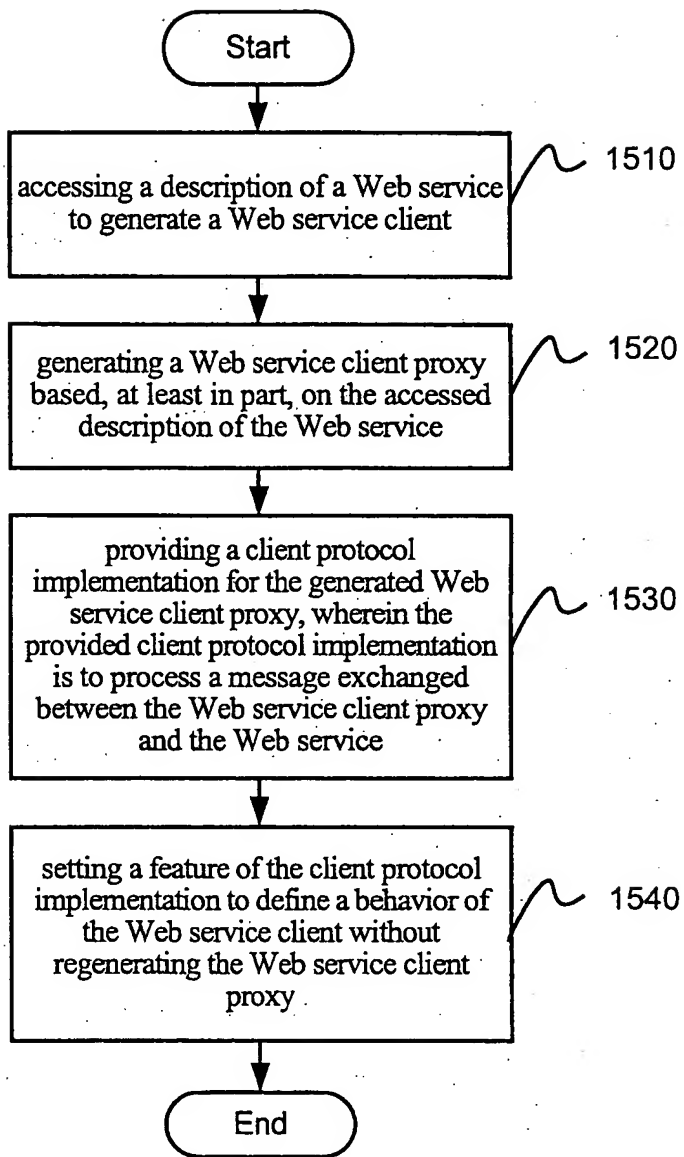 Start
accessing a description of a Web service
to generate a Web service client
1510
generating a Web service client proxy
based, at least in part, on the accessed
description of the Web service
1520
providing a client protocol
implementation for the generated Web
service client proxy, wherein the
provided client protocol implementation
is to process a message exchanged
between the Web service client proxy
and the Web service
1530
setting a feature of the client protocol
implementation to define a behavior of
the Web service client without
regenerating the Web service client
proxy
1540
End